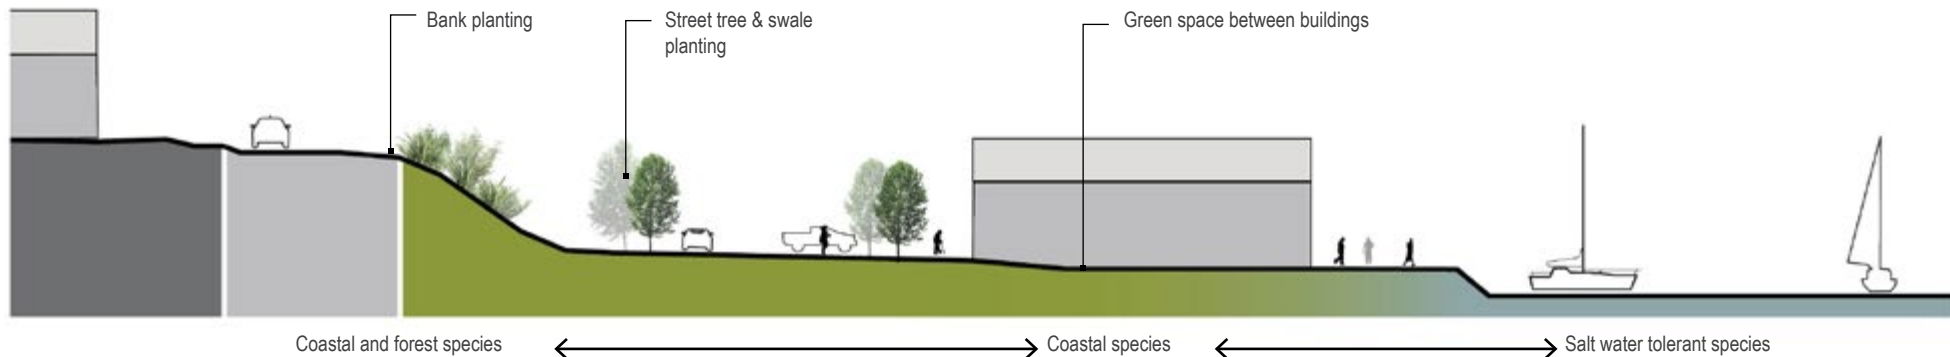 Bank planting
Street tree & swale
planting
Green space between buildings
Coastal and forest species
Coastal species
Salt water tolerant species